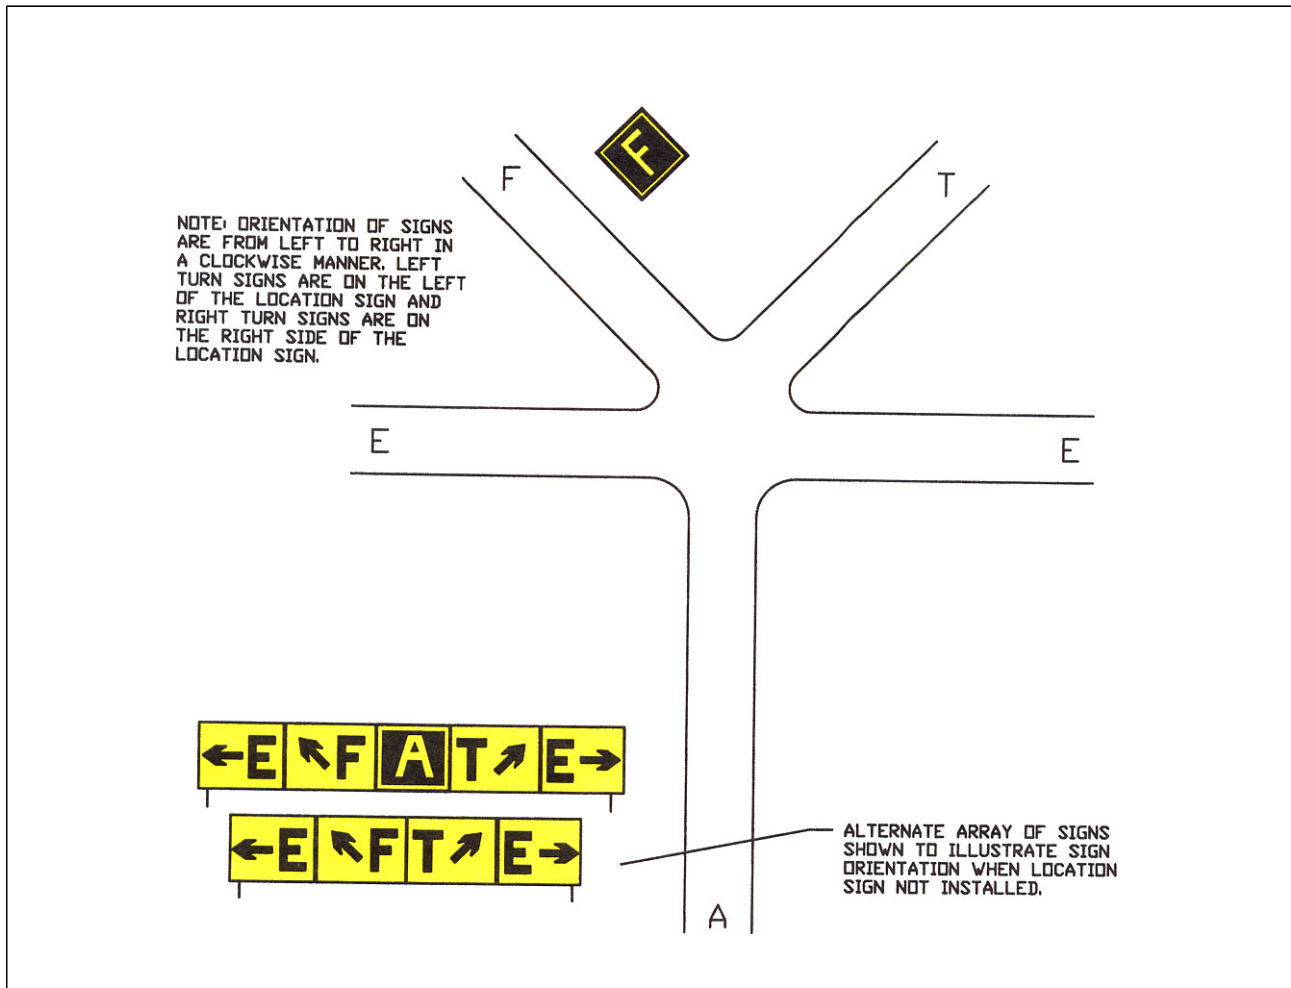 F
F
T
NOTE: ORIENTATION OF SIGNS
ARE FROM LEFT TO RIGHT IN
A CLOCKWISE MANNER. LEFT
TURN SIGNS ARE ON THE LEFT
OF THE LOCATION SIGN AND
RIGHT TURN SIGNS ARE ON
THE RIGHT SIDE OF THE
LOCATION SIGN.
E
E
←E ↖F A T↗ E→
←E ↖F T↗ E→
ALTERNATE ARRAY OF SIGNS
SHOWN TO ILLUSTRATE SIGN
ORIENTATION WHEN LOCATION
SIGN NOT INSTALLED.
A